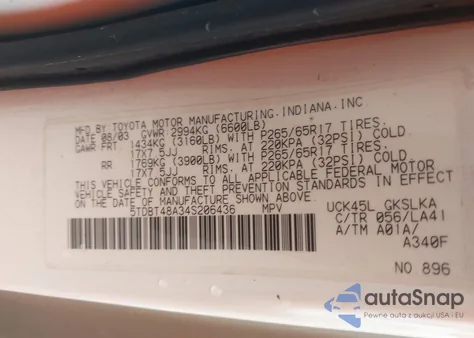 MFD BY TOYOTA MOTOR MANUFACTURING.INDIANA.INC
DATE 08/03 GVWR 2994KG (6600LB)
GAWR FRT 1434KG (3160LB) WITH P265/65R17 TIRES.
17X7 5JJ RIMS. AT 220KPA (32PSI) COLD
RR 1769KG (3900LB) WITH P265/65R17 TIRES.
17X7 5JJ RIMS. AT 220KPA (32PSI) COLD.
THIS VEHICLE CONFORMS TO ALL APPLICABLE FEDERAL MOTOR
VEHICLE SAFETY AND THEFT PREVENTION STANDARDS IN EFFECT
ON THE DATE OF MANUFACTURE SHOWN ABOVE.
5TDBT48A34S206436 MPV
UCK45L GKSLKA
C/TR 056/LA41
A/TM A01A/
A340F
NO 896
autoSnap
Pewne auta z aukcji USA i EU